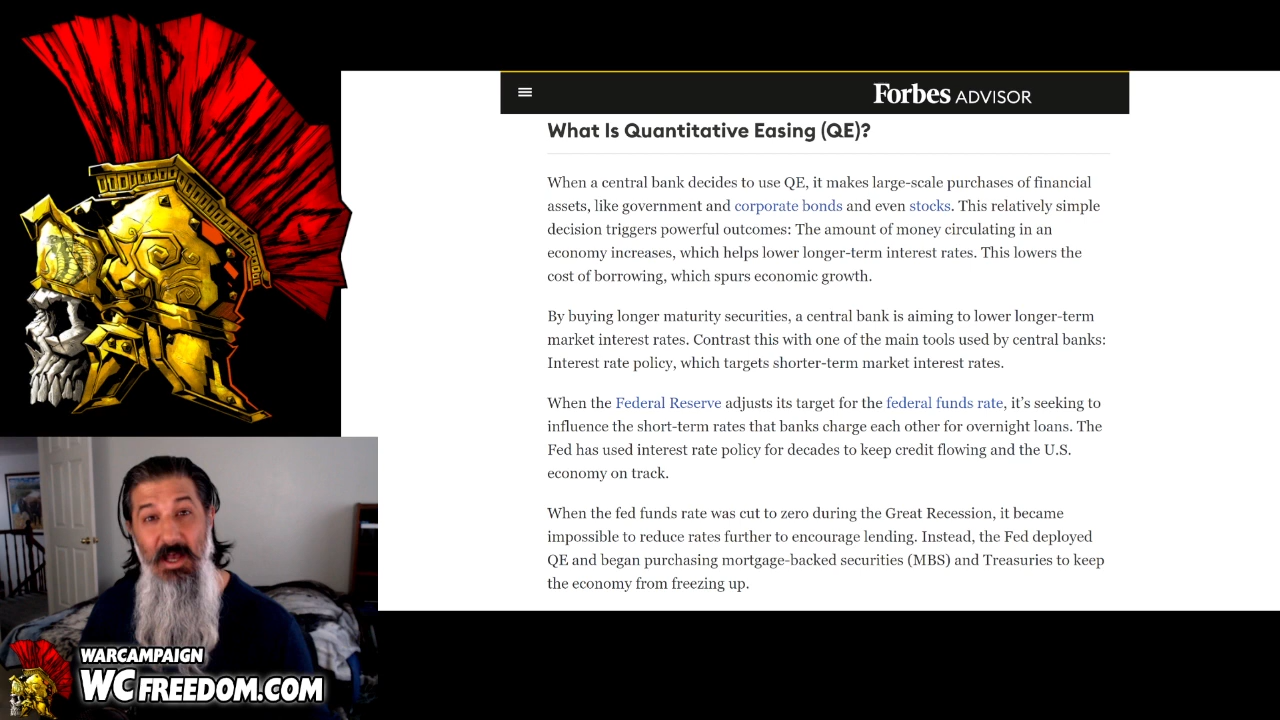 Forbes ADVISOR
What Is Quantitative Easing (QE)?
When a central bank decides to use QE, it makes large-scale purchases of financial
assets, like government and corporate bonds and even stocks. This relatively simple
decision triggers powerful outcomes: The amount of money circulating in an
economy increases, which helps lower longer-term interest rates. This lowers the
cost of borrowing, which spurs economic growth.
By buying longer maturity securities, a central bank is aiming to lower longer-term
market interest rates. Contrast this with one of the main tools used by central banks:
Interest rate policy, which targets shorter-term market interest rates.
When the Federal Reserve adjusts its target for the federal funds rate, it’s seeking to
influence the short-term rates that banks charge each other for overnight loans. The
Fed has used interest rate policy for decades to keep credit flowing and the U.S.
economy on track.
When the fed funds rate was cut to zero during the Great Recession, it became
impossible to reduce rates further to encourage lending. Instead, the Fed deployed
QE and began purchasing mortgage-backed securities (MBS) and Treasuries to keep
the economy from freezing up.
WARCAMPAIGN
WCFREEDOM.COM